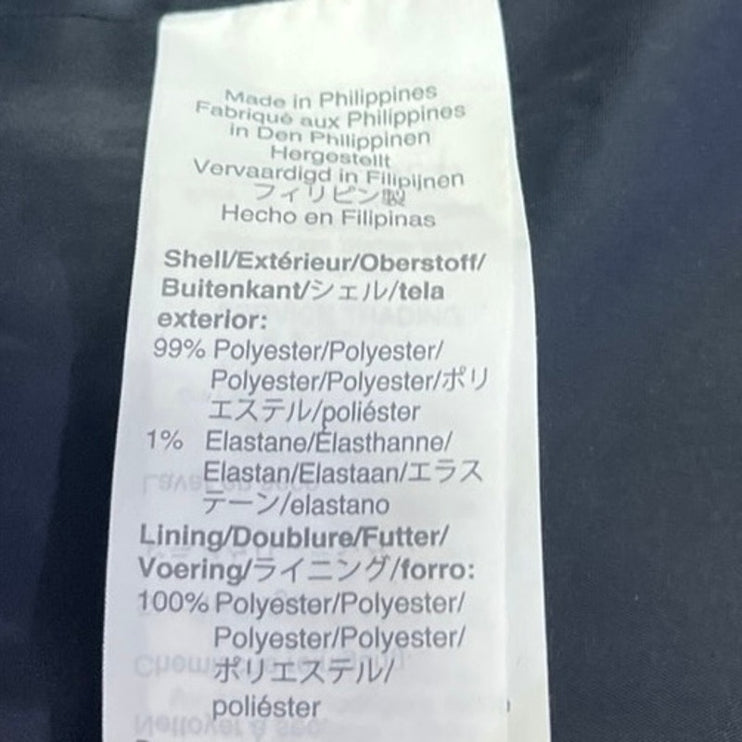 Made in Philippines
Fabriqué aux Philippines
in Den Philippinen
Hergestellt
Vervaardigd in Filipijnen
フィリピン製
Hecho en Filipinas
Shell/Extérieur/Oberstoff/
Buitenkant/シェル/tela
exterior:
99% Polyester/Polyester/
Polyester/Polyester/ポリ
エステル/poliéster
1% Elastane/Élasthanne/
Elastan/Elastaan/エラス
テーン/elastano
Lining/Doublure/Futter/
Voering/ライニング/forro:
100% Polyester/Polyester/
Polyester/Polyester/
ポリエステル/
poliéster